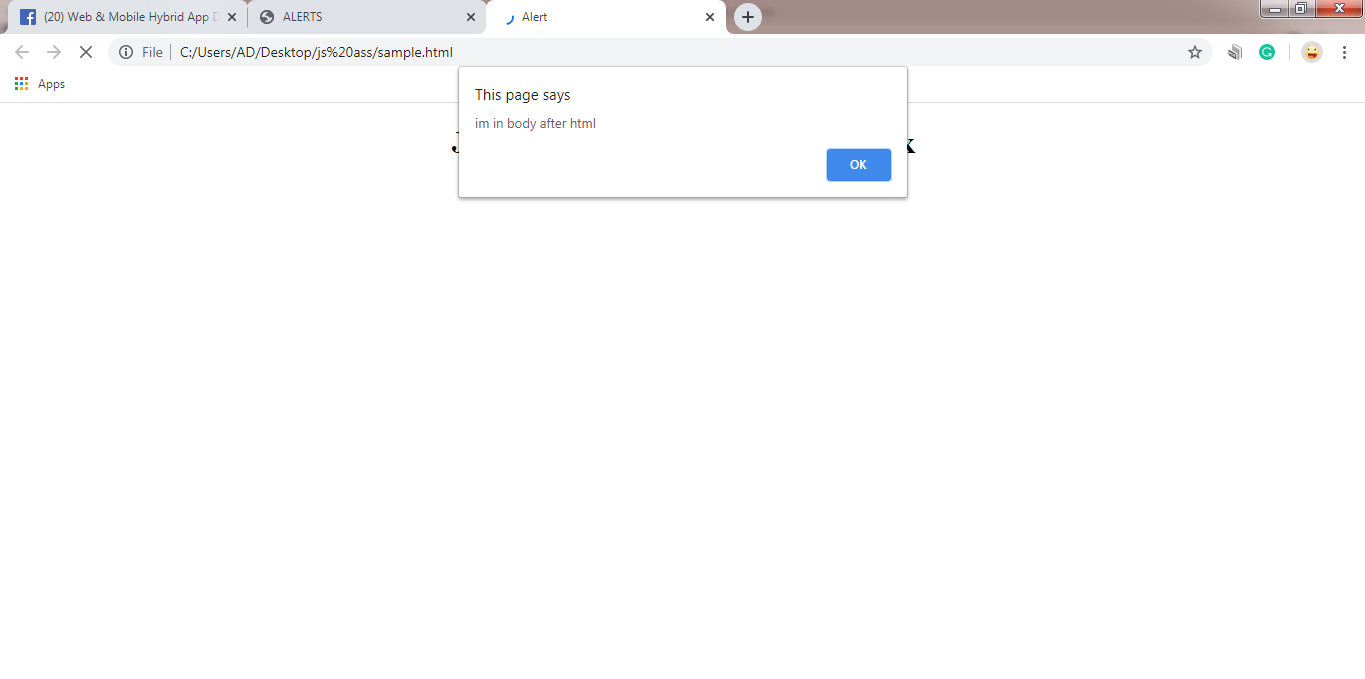 (20) Web & Mobile Hybrid App
ALERTS
Alert
File
C:/Users/AD/Desktop/js%20ass/sample.html
Apps
This page says
im in body after html
OK